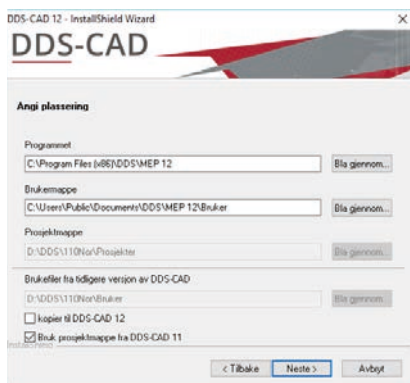 DDS-CAD 12 - InstallShield Wizard
DDS-CAD
Angi plassering
Programmet
C:\Program Files (x86)\DDS\MEP 12
Bla gjennom...
Brukermappe
C:\Users\Public\Documents\DDS\MEP 12\Bruker
Bla gjennom...
Prosjektmappe
D:\DDS\110Nor\Prosjekter
Bla gjennom...
Brukefiler fra tidligere versjon av DDS-CAD
D:\DDS\110Nor\Bruker
Bla gjennom...
kopier til DDS-CAD 12
Bruk prosjektmappe fra DDS-CAD 11
InstallShield
< Tilbake
Neste >
Avbryt